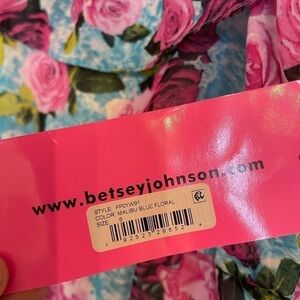 www.betseyjohnson.com
STYLE: FP01W91
COLOR: MALIBU BLUE FLORAL
SIZE: 6